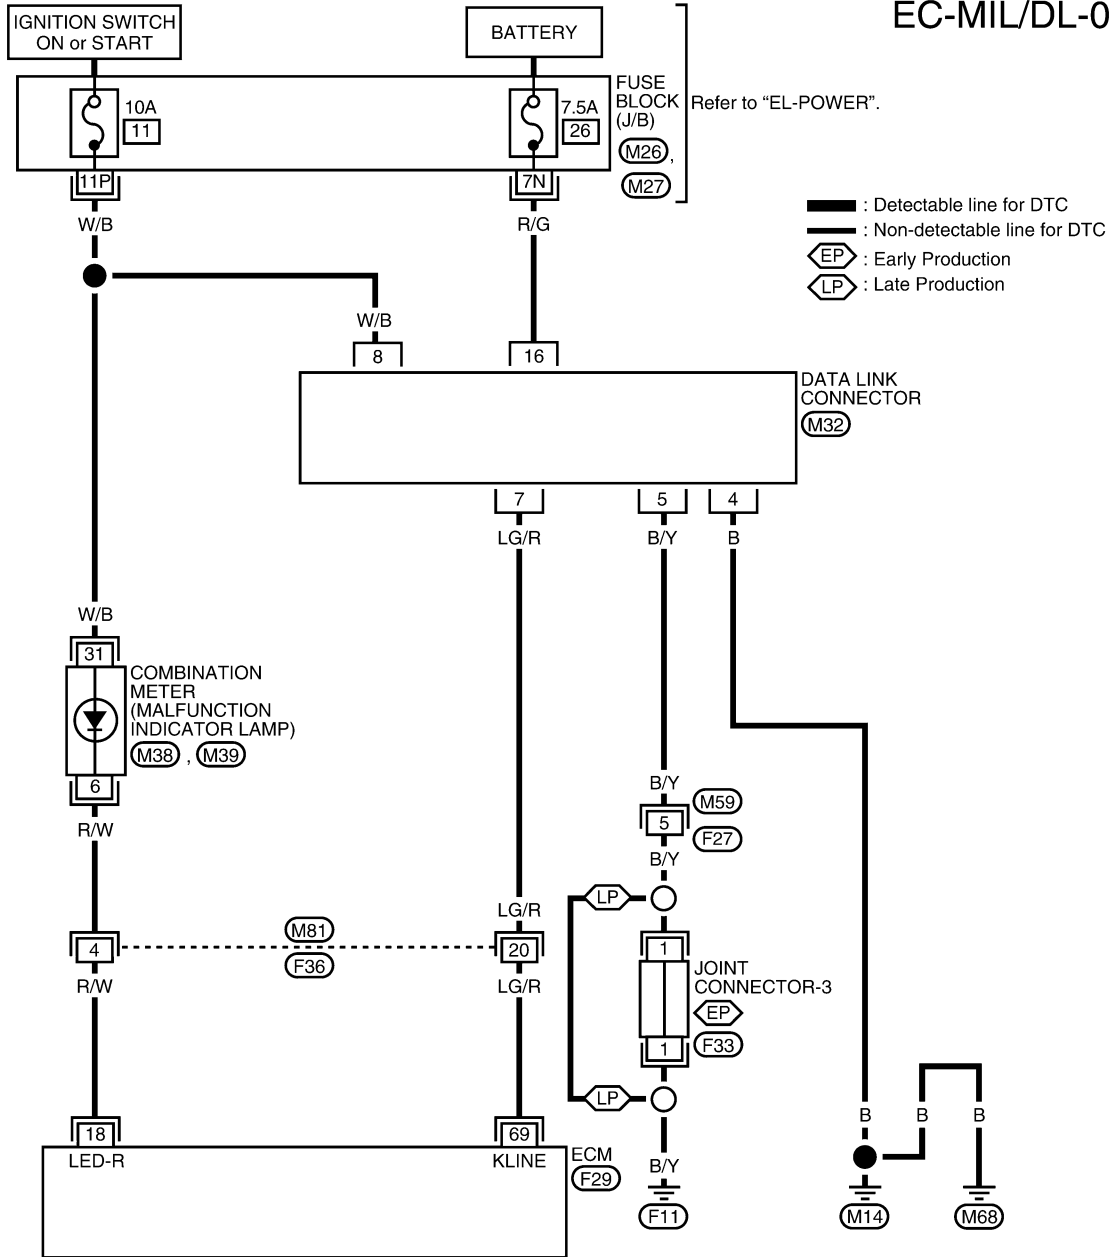 EC-MIL/DL-0
IGNITION SWITCH
ON or START
BATTERY
10A
11
7.5A
26
FUSE
BLOCK
(J/B)
M26 ,
M27
Refer to “EL-POWER”.
11P
7N
W/B
R/G
: Detectable line for DTC
: Non-detectable line for DTC
EP : Early Production
LP : Late Production
W/B
8
16
DATA LINK
CONNECTOR
M32
7
5
4
LG/R
B/Y
B
W/B
31
COMBINATION
METER
(MALFUNCTION
INDICATOR LAMP)
M38 , M39
6
R/W
B/Y
5
M59
F27
B/Y
LP
LG/R
4
M81
F36
20
R/W
LG/R
1
JOINT
CONNECTOR-3
EP
F33
1
LP
B
B
B
18
LED-R
69
KLINE
ECM
F29
B/Y
F11
M14
M68